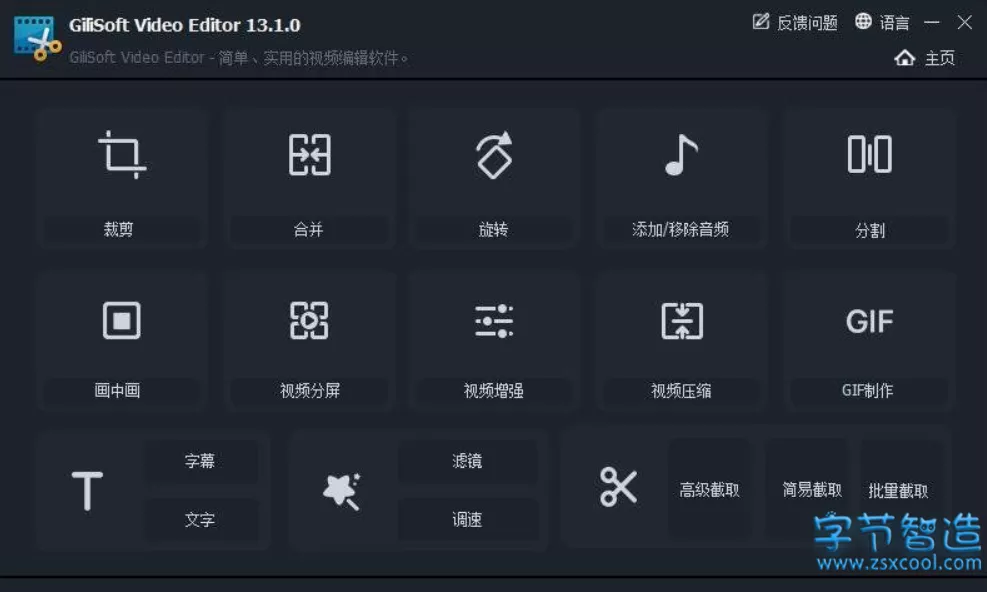 GiliSoft Video Editor 13.1.0
反馈问题
语言
GiliSoft Video Editor - 简单、实用的视频编辑软件。
主页
裁剪
合并
旋转
添加/移除音频
分割
画中画
视频分屏
视频增强
视频压缩
GIF
GIF制作
T
字幕
文字
滤镜
调速
高级截取
简易截取
批量截取
字节智造
www.zsxcool.com